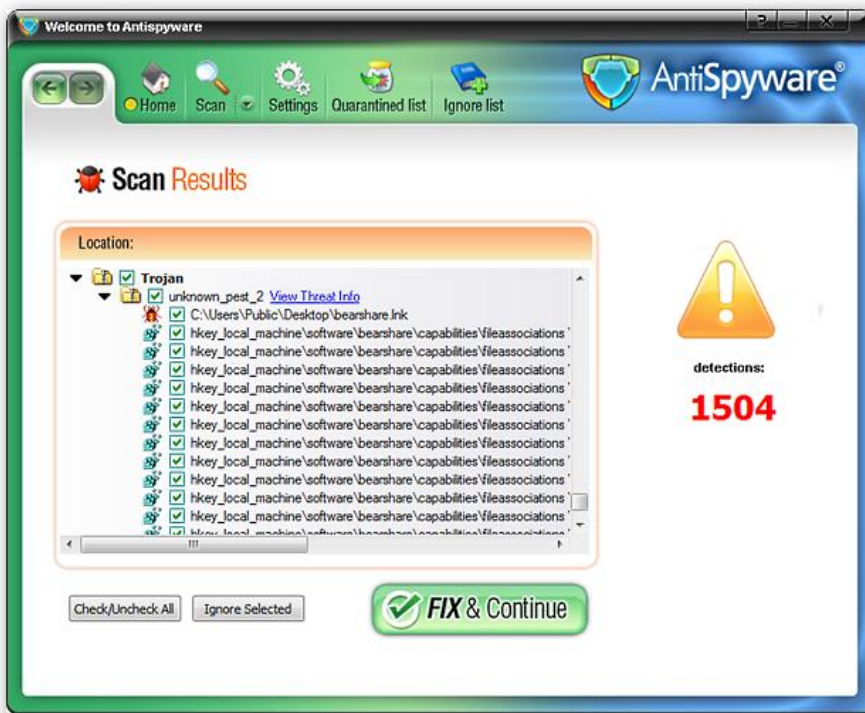 Welcome to Antispyware
Home
Scan
Settings
Quarantined list
Ignore list
AntiSpyware®
Scan Results
Location:
Trojan
unknown_pest_2 View Threat Info
C:\Users\Public\Desktop\bearshare.lnk
hkey_local_machine\software\bearshare\capabilities\fileassociations '
hkey_local_machine\software\bearshare\capabilities\fileassociations '
hkey_local_machine\software\bearshare\capabilities\fileassociations '
hkey_local_machine\software\bearshare\capabilities\fileassociations '
hkey_local_machine\software\bearshare\capabilities\fileassociations '
hkey_local_machine\software\bearshare\capabilities\fileassociations '
hkey_local_machine\software\bearshare\capabilities\fileassociations '
hkey_local_machine\software\bearshare\capabilities\fileassociations '
hkey_local_machine\software\bearshare\capabilities\fileassociations '
hkey_local_machine\software\bearshare\capabilities\fileassociations '
hkey_local_machine\software\bearshare\capabilities\fileassociations '
hkey_local_machine\software\bearshare\capabilities\fileassociations '
detections:
1504
Check/Uncheck All
Ignore Selected
FIX & Continue